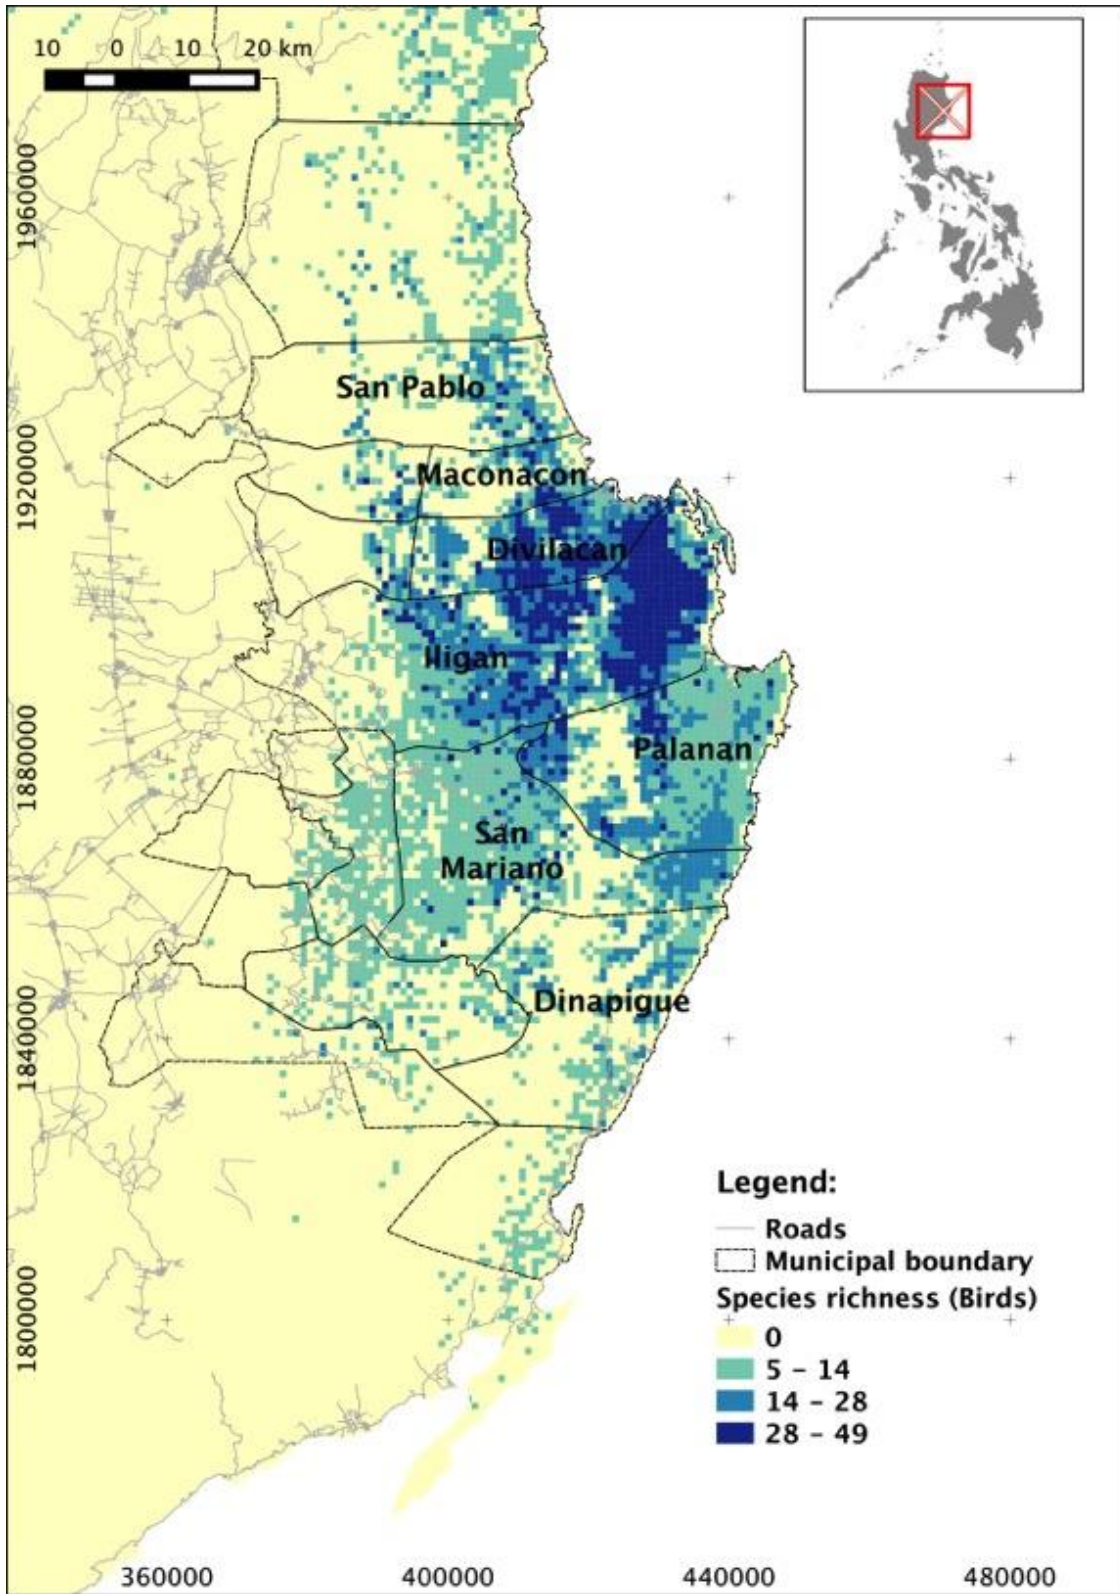 10 0 10 20 km
1960000
San Pablo
1920000
Maconacon
Divilacan
Iligan
1880000
Palanan
San
Mariano
Dinapigue
1840000
Legend:
Roads
Municipal boundary
Species richness (Birds)
0
5 – 14
14 – 28
28 – 49
1800000
360000 400000 440000 480000